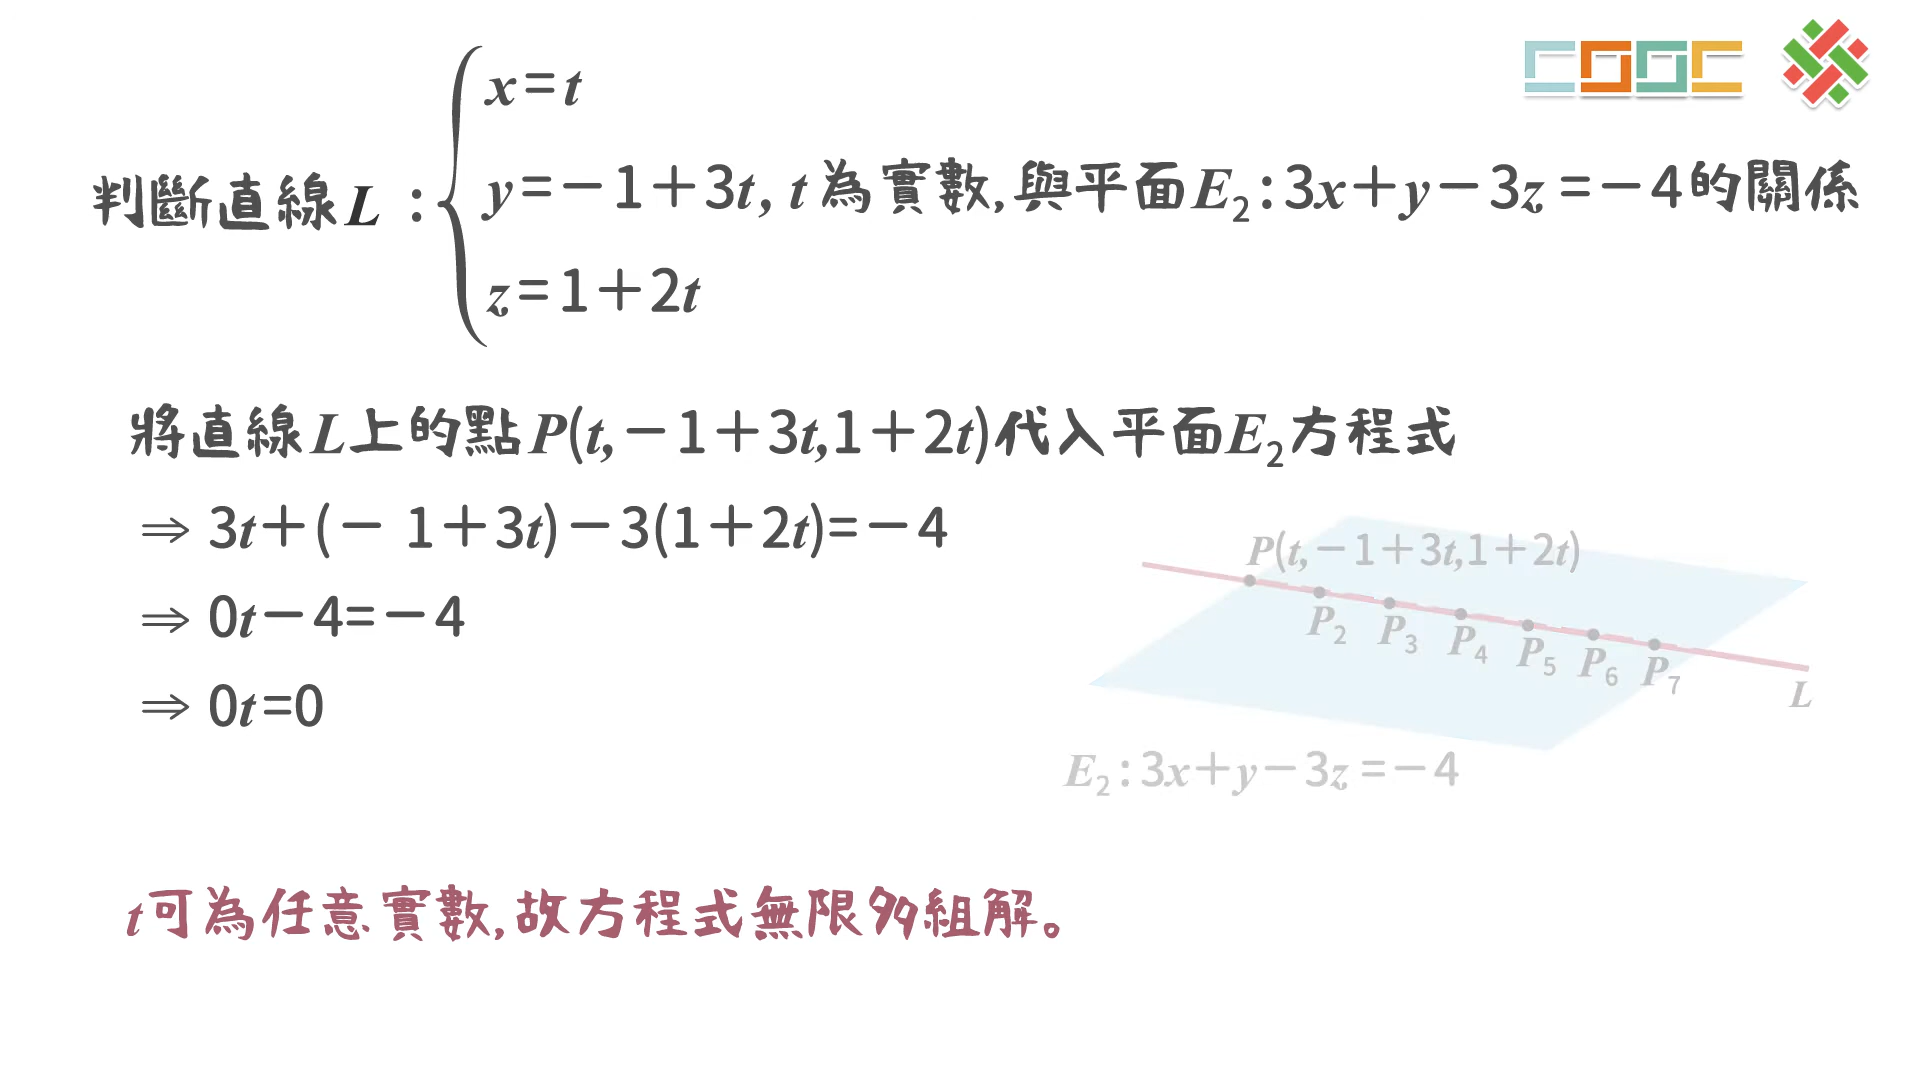 COOC
x=t
判斷直線L : y=-1+3t, t為實數,與平面E₂:3x+y-3z=-4的關係
z=1+2t
將直線L上的點P(t,-1+3t,1+2t)代入平面E₂方程式
⇒ 3t+(- 1+3t)-3(1+2t)=-4
⇒ 0t-4=-4
⇒ 0t=0
P(t,-1+3t,1+2t)
P₂ P₃ P₄ P₅ P₆ P₇
L
E₂:3x+y-3z=-4
t可為任意實數,故方程式無限多組解。